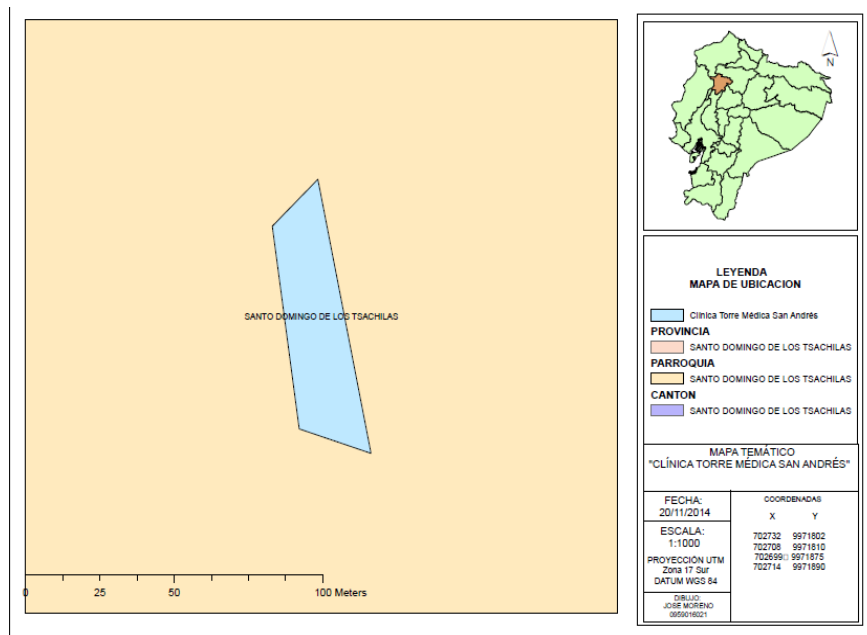 SANTO DOMINGO DE LOS TSACHILAS
0 25 50 100 Meters
N
LEYENDA
MAPA DE UBICACION
Clínica Torre Médica San Andrés
PROVINCIA
SANTO DOMINGO DE LOS TSACHILAS
PARROQUIA
SANTO DOMINGO DE LOS TSACHILAS
CANTON
SANTO DOMINGO DE LOS TSACHILAS
MAPA TEMÁTICO
"CLÍNICA TORRE MÉDICA SAN ANDRÉS"
FECHA:
20/11/2014
ESCALA:
1:1000
PROYECCIÓN UTM
Zona 17 Sur
DATUM WGS 84
DIBUJO:
JOSE MORENO
0959016021
COORDENADAS
X Y
702732 9971802
702708 9971810
702699□ 9971875
702714 9971890